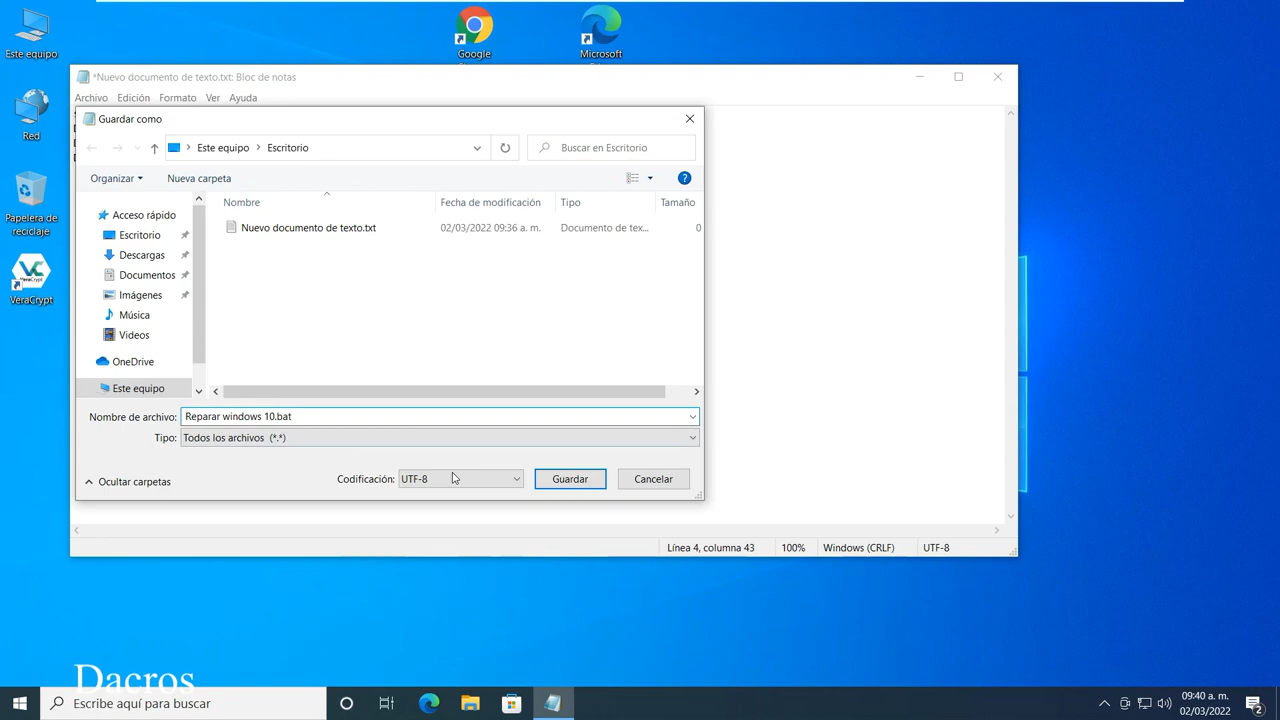 Este equipo
Google
Microsoft
Red
Papelera de
reciclaje
VeraCrypt
*Nuevo documento de texto.txt: Bloc de notas
Archivo Edición Formato Ver Ayuda
Guardar como
Este equipo Escritorio
Buscar en Escritorio
Organizar Nueva carpeta
Nombre Fecha de modificación Tipo Tamaño
Nuevo documento de texto.txt 02/03/2022 09:36 a. m. Documento de tex... 0
Acceso rápido
Escritorio
Descargas
Documentos
Imágenes
Música
Videos
OneDrive
Este equipo
Nombre de archivo: Reparar windows 10.bat
Tipo: Todos los archivos (*.*)
Ocultar carpetas
Codificación: UTF-8 Guardar Cancelar
Línea 4, columna 43 100% Windows (CRLF) UTF-8
Dacros
Escribe aquí para buscar
09:40 a. m.
02/03/2022
2